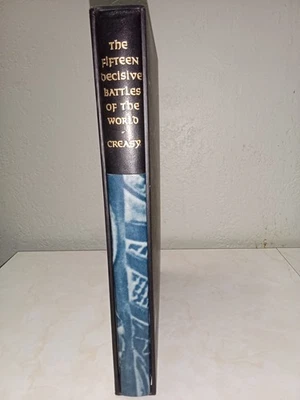 The
Fifteen
Decisive
Battles
of the
World
-
Creasy